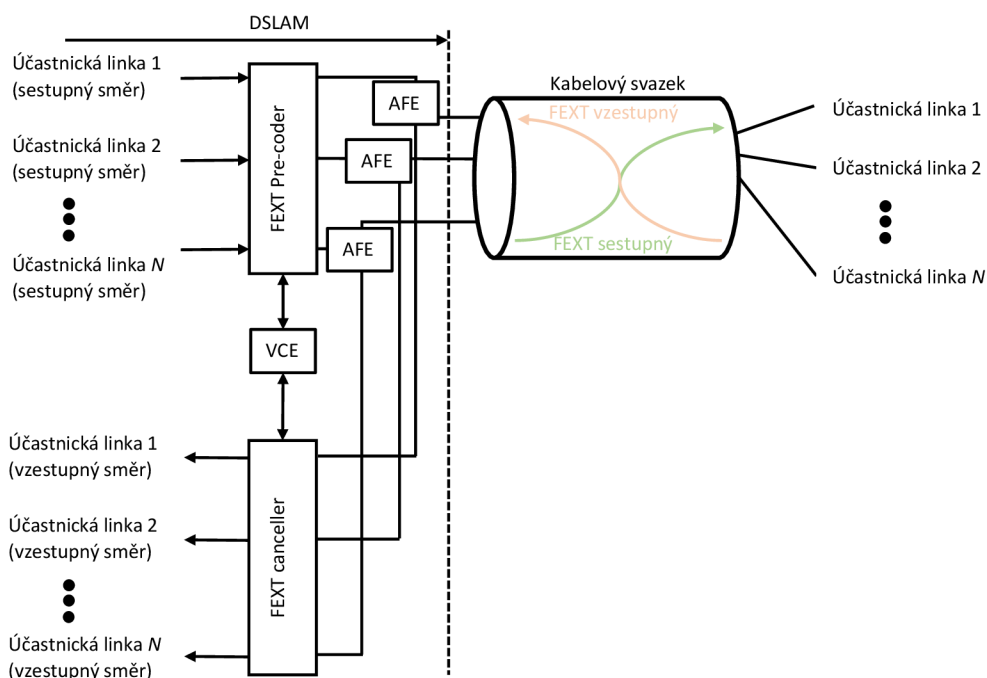 DSLAM
Účastnická linka 1
(sestupný směr)
Účastnická linka 2
(sestupný směr)
Účastnická linka N
(sestupný směr)
FEXT Pre-coder
AFE
AFE
AFE
Kabelový svazek
FEXT vzestupný
FEXT sestupný
Účastnická linka 1
Účastnická linka 2
Účastnická linka N
VCE
Účastnická linka 1
(vzestupný směr)
Účastnická linka 2
(vzestupný směr)
Účastnická linka N
(vzestupný směr)
FEXT canceller